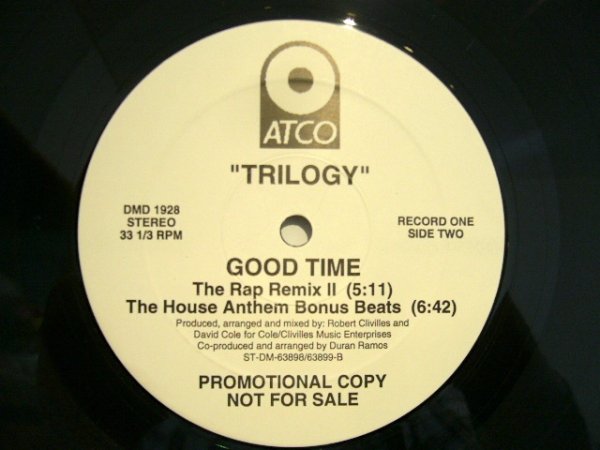 ATCO
"TRILOGY"
DMD 1928
STEREO
33 1/3 RPM
RECORD ONE
SIDE TWO
GOOD TIME
The Rap Remix II (5:11)
The House Anthem Bonus Beats (6:42)
Produced, arranged and mixed by: Robert Clivilles and
David Cole for Cole/Clivilles Music Enterprises
Co-produced and arranged by Duran Ramos
ST-DM-63898/63899-B
PROMOTIONAL COPY
NOT FOR SALE